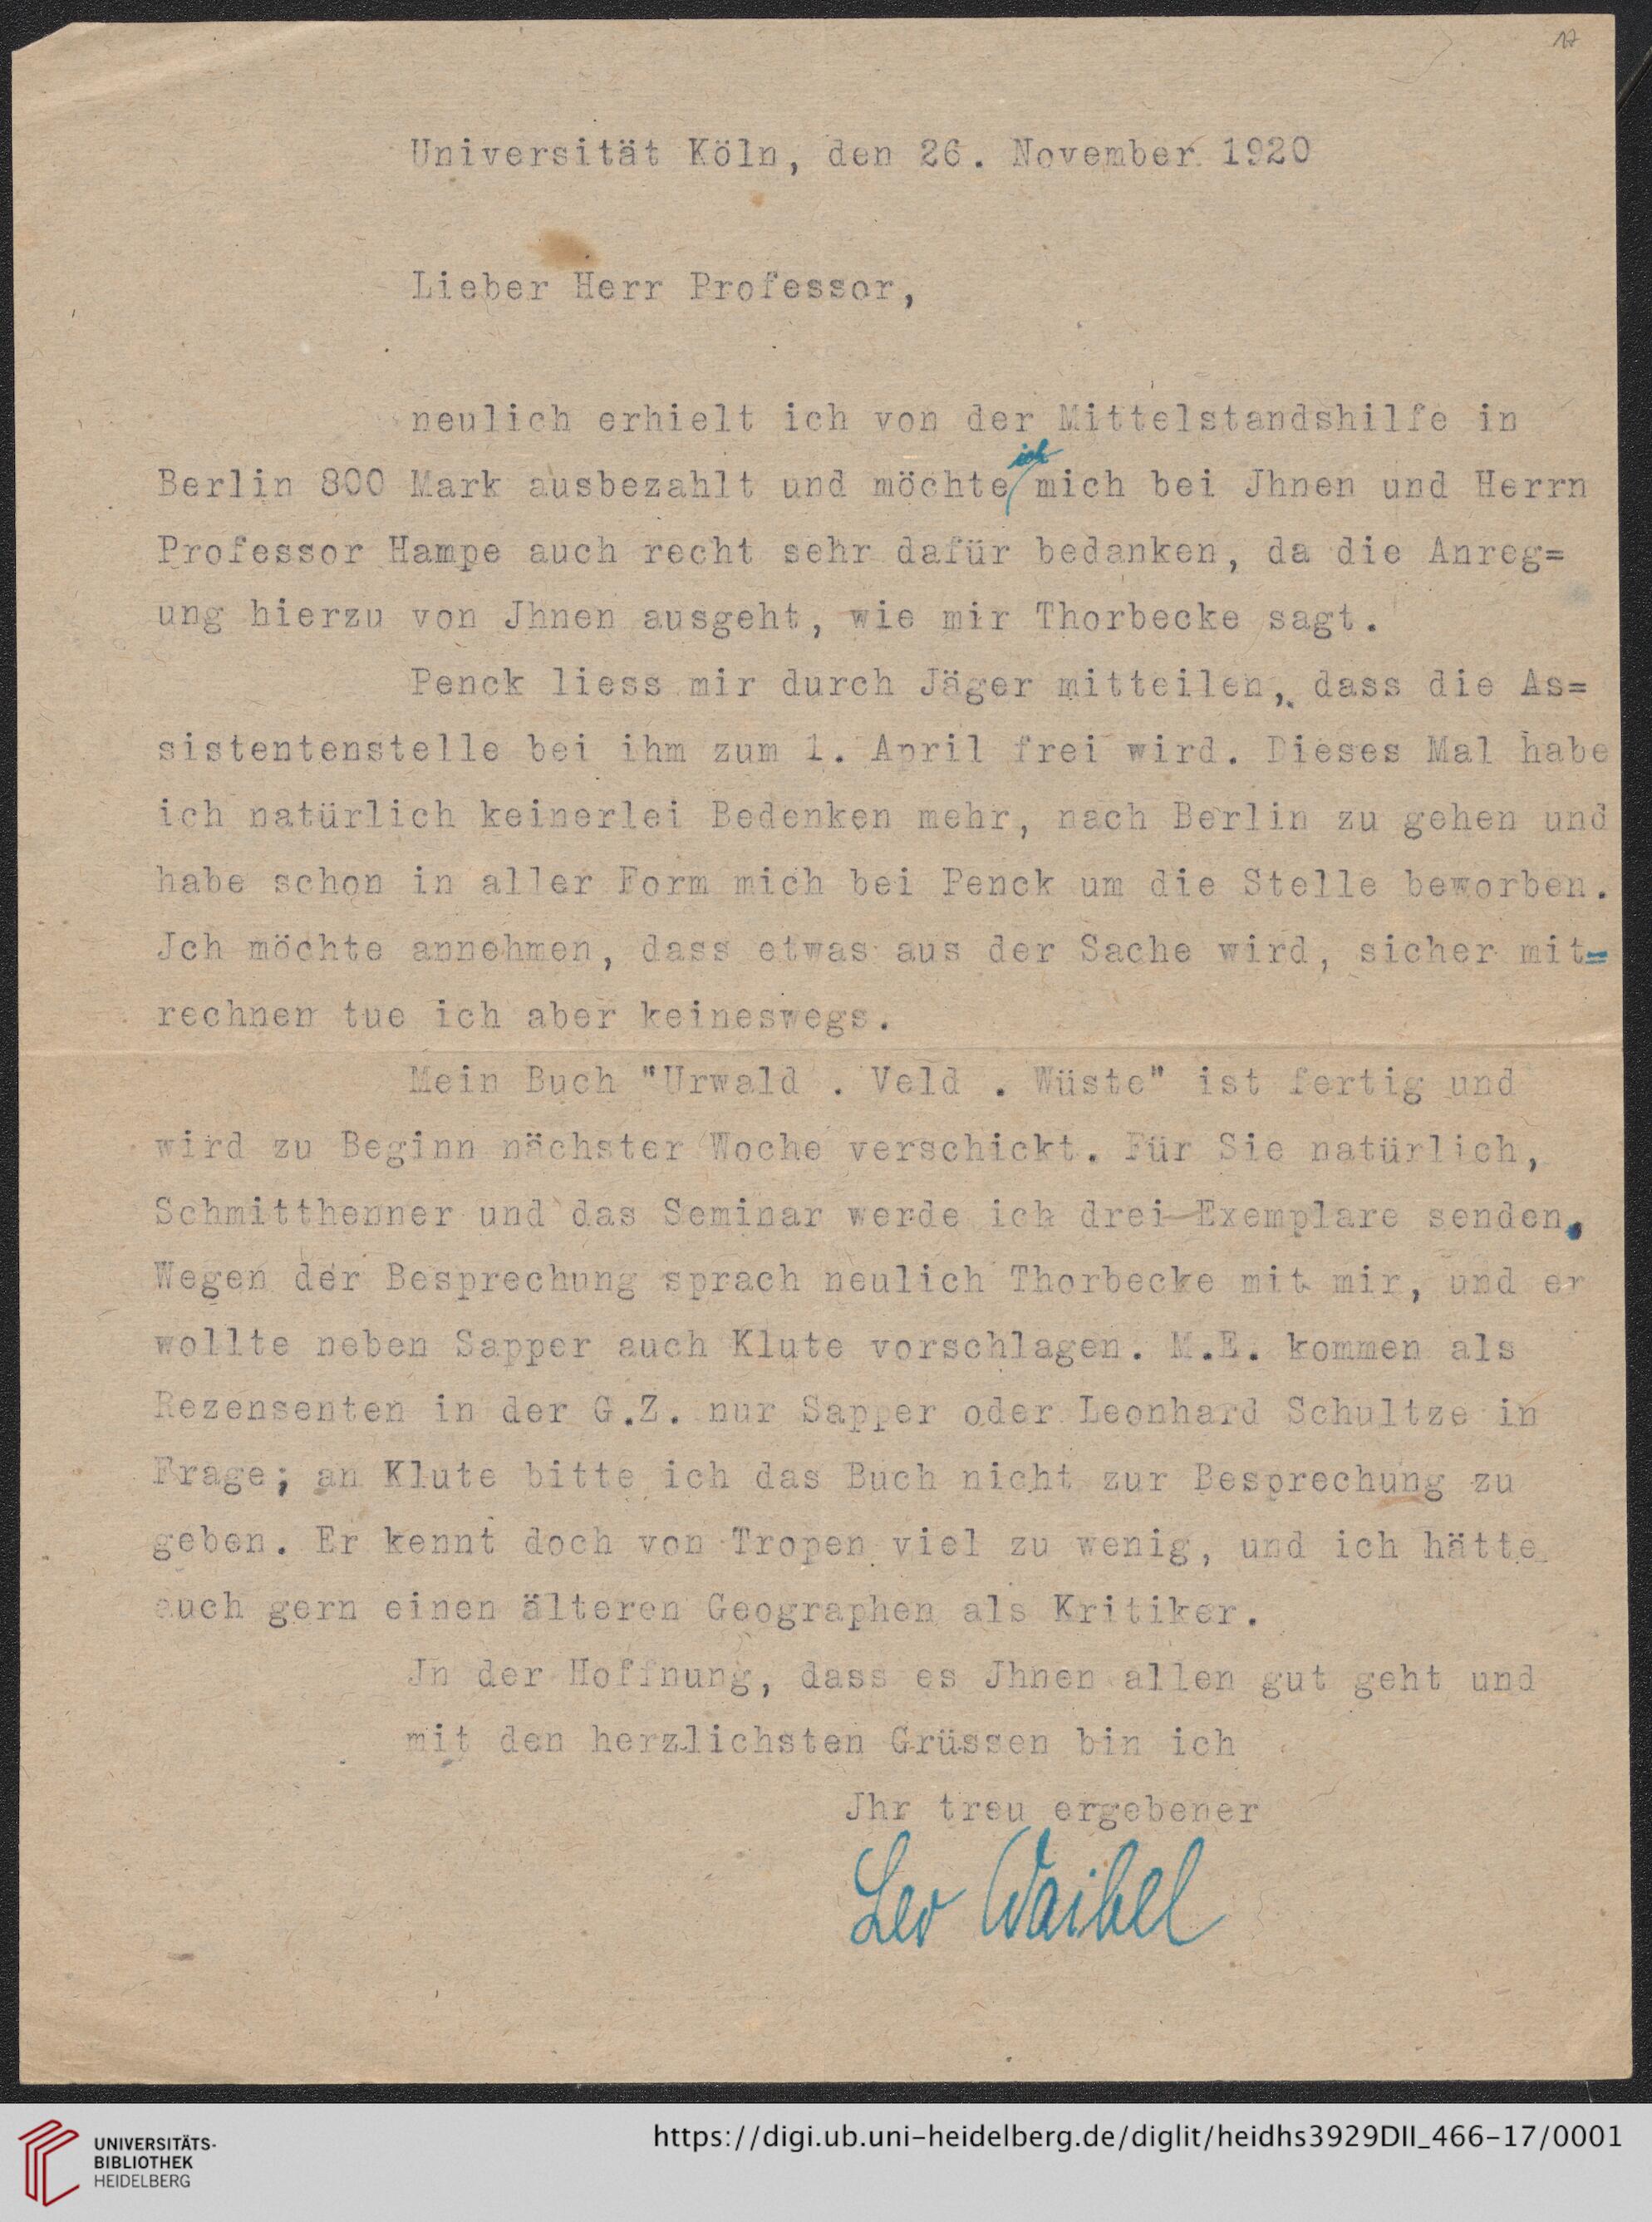 17
Universität Köln, den 26. November 1920
Lieber Herr Professor,
neulich erhielt ich von der Mittelstandshilfe in
Berlin 800 Mark ausbezahlt und möchte ich mich bei Jhnen und Herrn
Professor Hampe auch recht sehr dafür bedanken, da die Anreg=
ung hierzu von Jhnen ausgeht, wie mir Thorbecke sagt.
Penck liess mir durch Jäger mitteilen, dass die As=
sistentenstelle bei ihm zum 1. April frei wird. Dieses Mal habe
ich natürlich keinerlei Bedenken mehr, nach Berlin zu gehen und
habe schon in aller Form mich bei Penck um die Stelle beworben.
Jch möchte annehmen, dass etwas aus der Sache wird, sicher mit=
rechnen tue ich aber keineswegs.
Mein Buch "Urwald . Veld . Wüste" ist fertig und
wird zu Beginn nächster Woche verschickt. Für Sie natürlich,
Schmitthenner und das Seminar werde ich drei Exemplare senden.
Wegen der Besprechung sprach neulich Thorbecke mit mir, und er
wollte neben Sapper auch Klute vorschlagen. M.E. kommen als
Rezensenten in der G.Z. nur Sapper oder Leonhard Schultze in
Frage; an Klute bitte ich das Buch nicht zur Besprechung zu
geben. Er kennt doch von Tropen viel zu wenig, und ich hätte
auch gern einen älteren Geographen als Kritiker.
Jn der Hoffnung, dass es Jhnen allen gut geht und
mit den herzlichsten Grüssen bin ich
Jhr treu ergebener
Leo Waibel
UNIVERSITÄTS-
BIBLIOTHEK
HEIDELBERG
https://digi.ub.uni-heidelberg.de/diglit/heidhs3929DII_466-17/0001